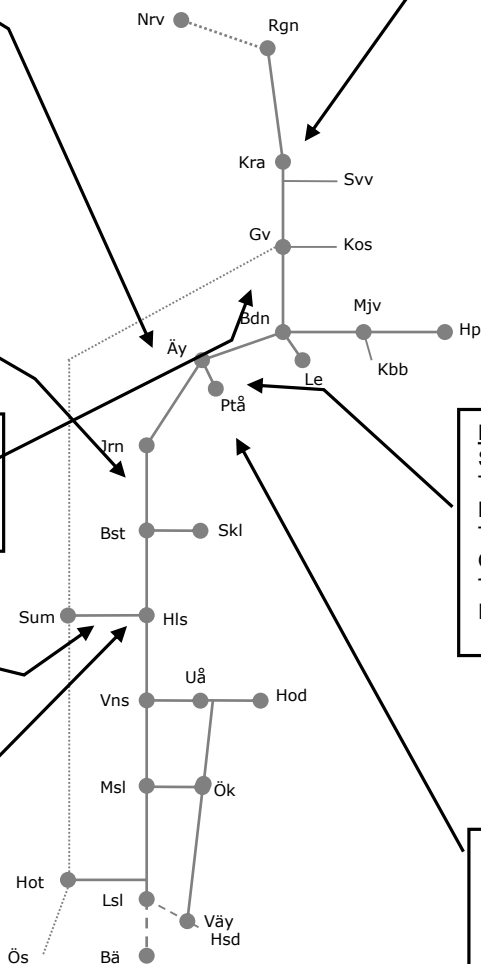 Nrv
Rgn
Kra
Svv
Gv
Kos
Bdn
Mjv
Hp
Äy
Le
Kbb
Ptå
Jrn
Bst
Skl
Sum
Hls
Uå
Vns
Hod
Msl
Ök
Hot
Lsl
Väy
Hsd
Ös
Bä